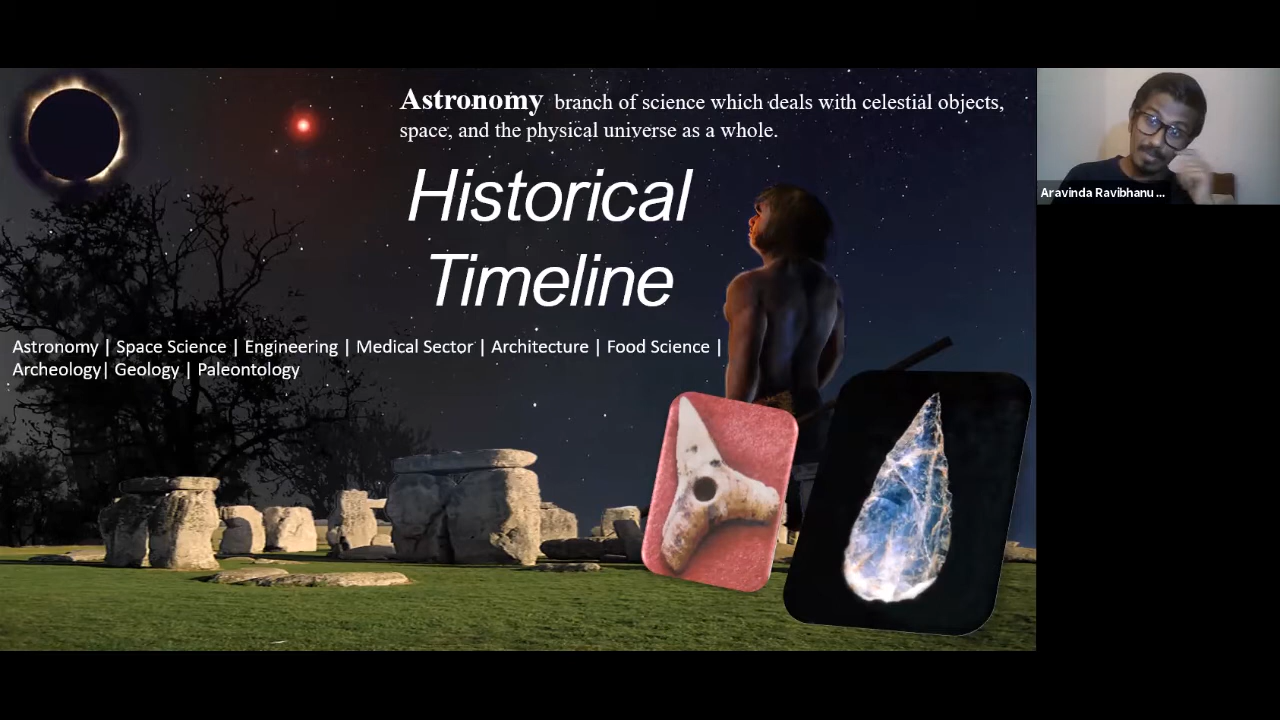 Astronomy branch of science which deals with celestial objects,
space, and the physical universe as a whole.
Historical
Timeline
Astronomy | Space Science | Engineering | Medical Sector | Architecture | Food Science |
Archeology| Geology | Paleontology
Aravinda Ravibhanu ...